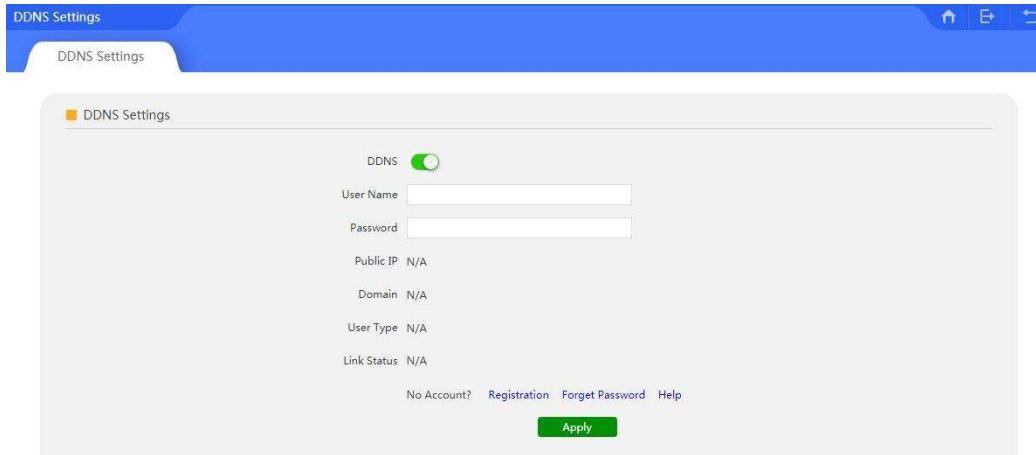 DDNS Settings
DDNS Settings
DDNS Settings
DDNS
User Name
Password
Public IP N/A
Domain N/A
User Type N/A
Link Status N/A
No Account? Registration Forget Password Help
Apply